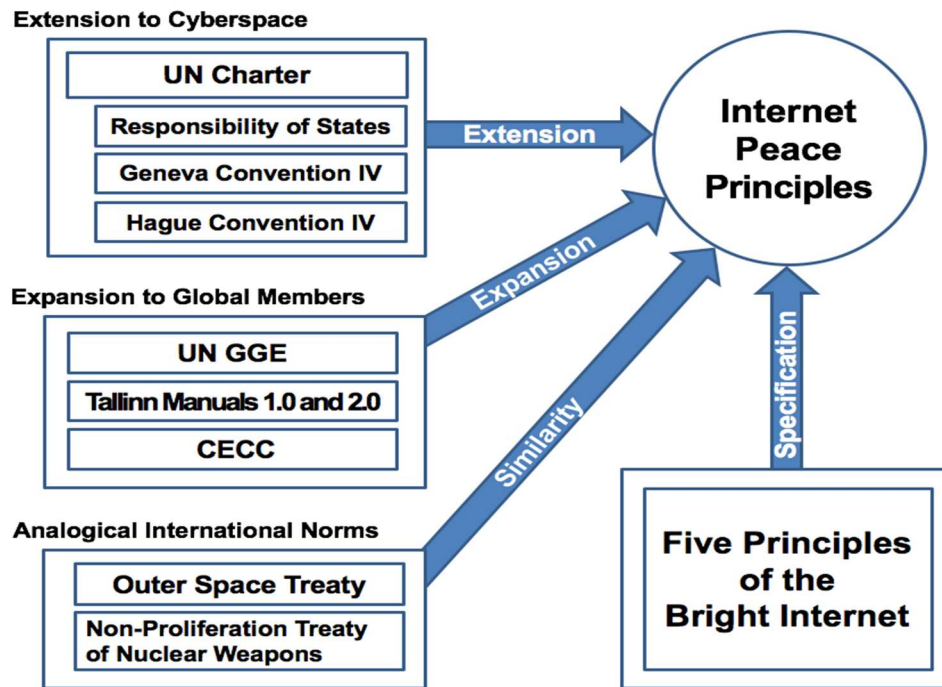 Extension to Cyberspace
UN Charter
Responsibility of States
Geneva Convention IV
Hague Convention IV
Extension
Internet
Peace
Principles
Expansion to Global Members
UN GGE
Tallinn Manuals 1.0 and 2.0
CECC
Expansion
Analogical International Norms
Outer Space Treaty
Non-Proliferation Treaty
of Nuclear Weapons
Similarity
Specification
Five Principles
of the
Bright Internet